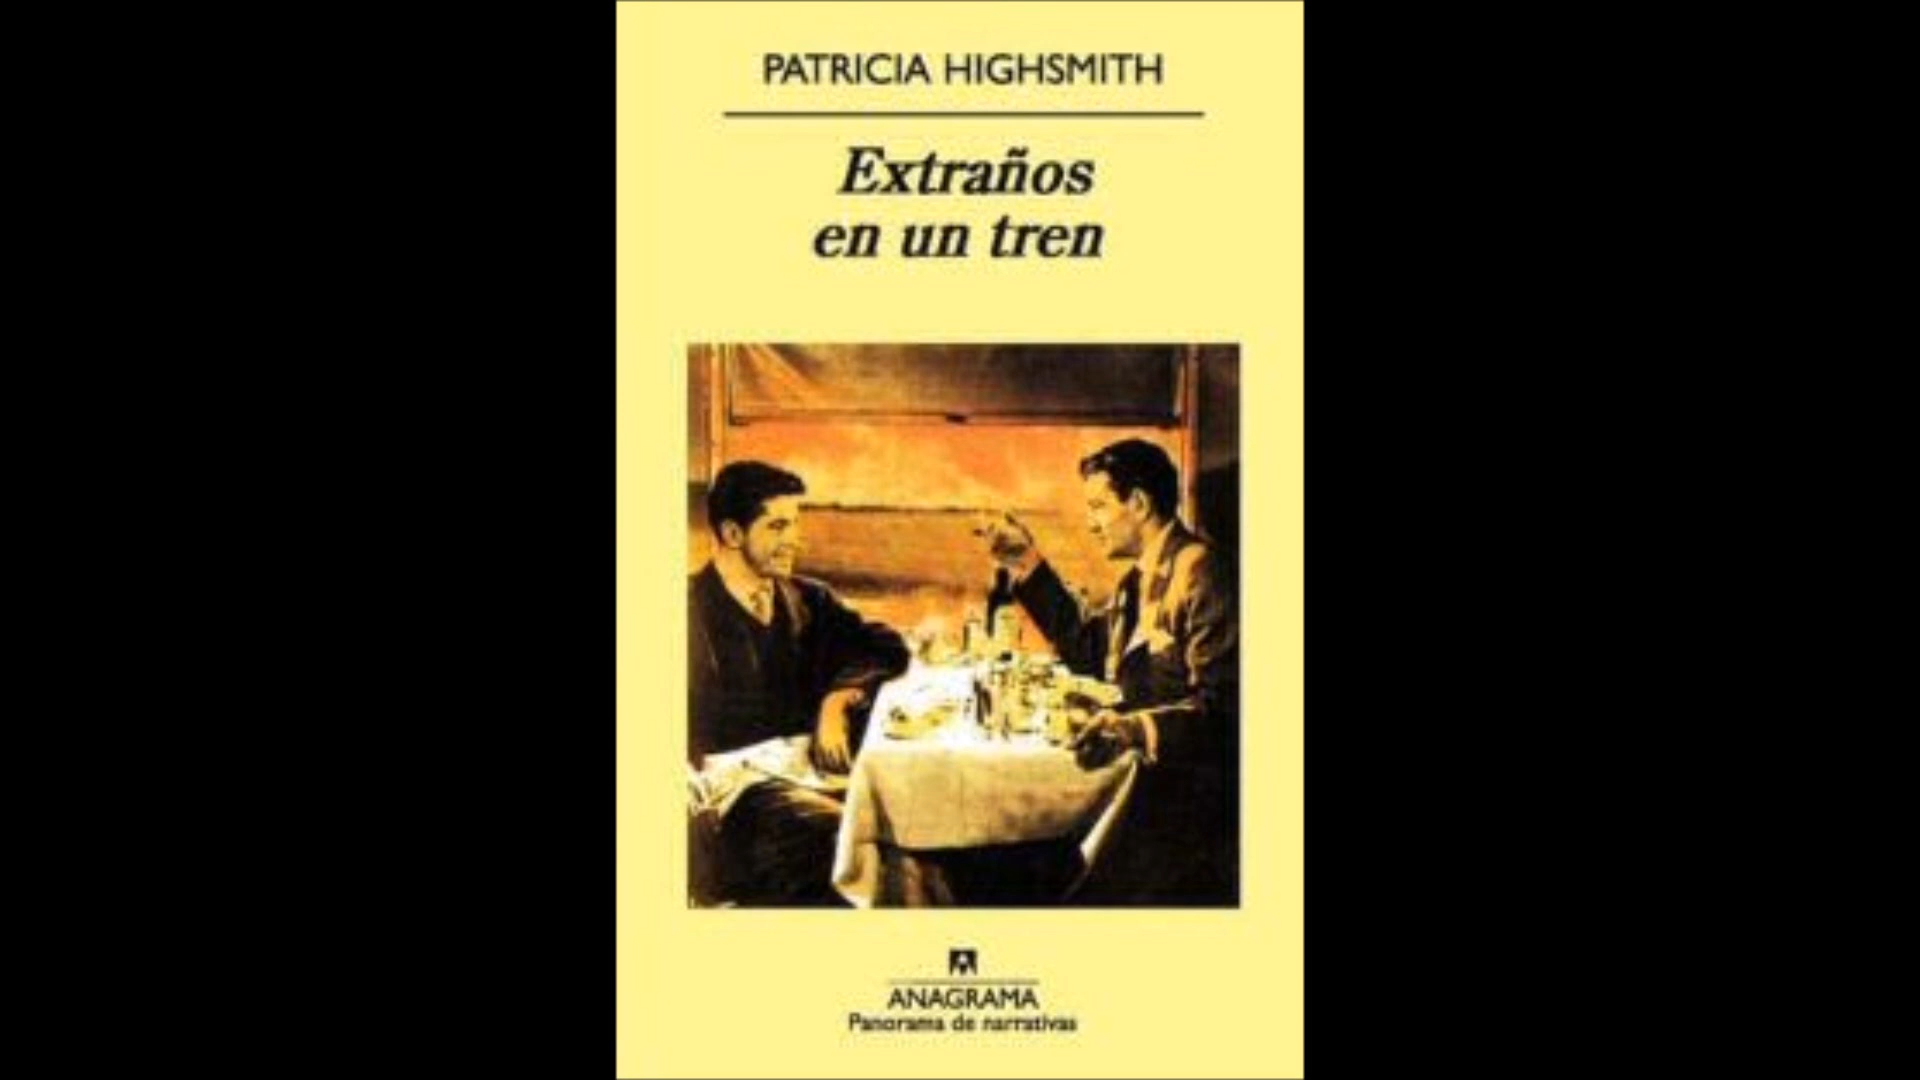 PATRICIA HIGHSMITH
Extraños
en un tren
ANAGRAMA
Panorama de narrativas